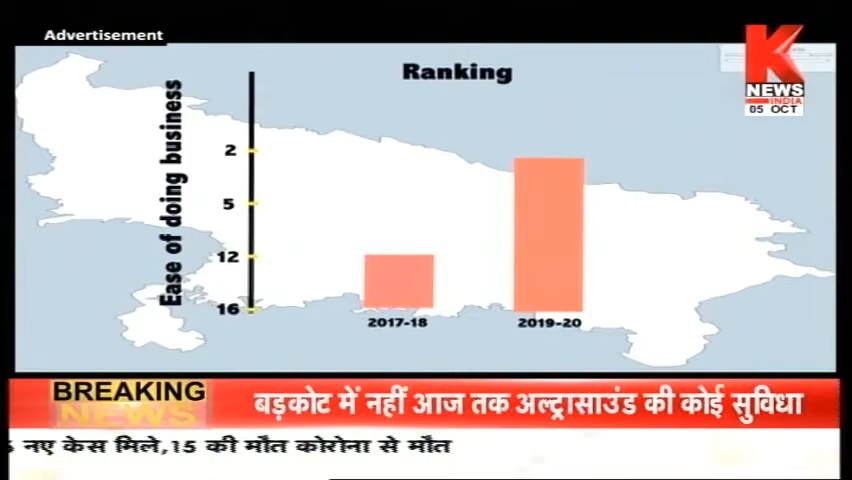 Advertisement
K
NEWS
INDIA
05 OCT
Ranking
Ease of doing business
2
5
12
16
2017-18
2019-20
BREAKING
NEWS
बड़कोट में नहीं आज तक अल्ट्रासाउंड की कोई सुविधा
नए केस मिले,15 की मौत कोरोना से मौत